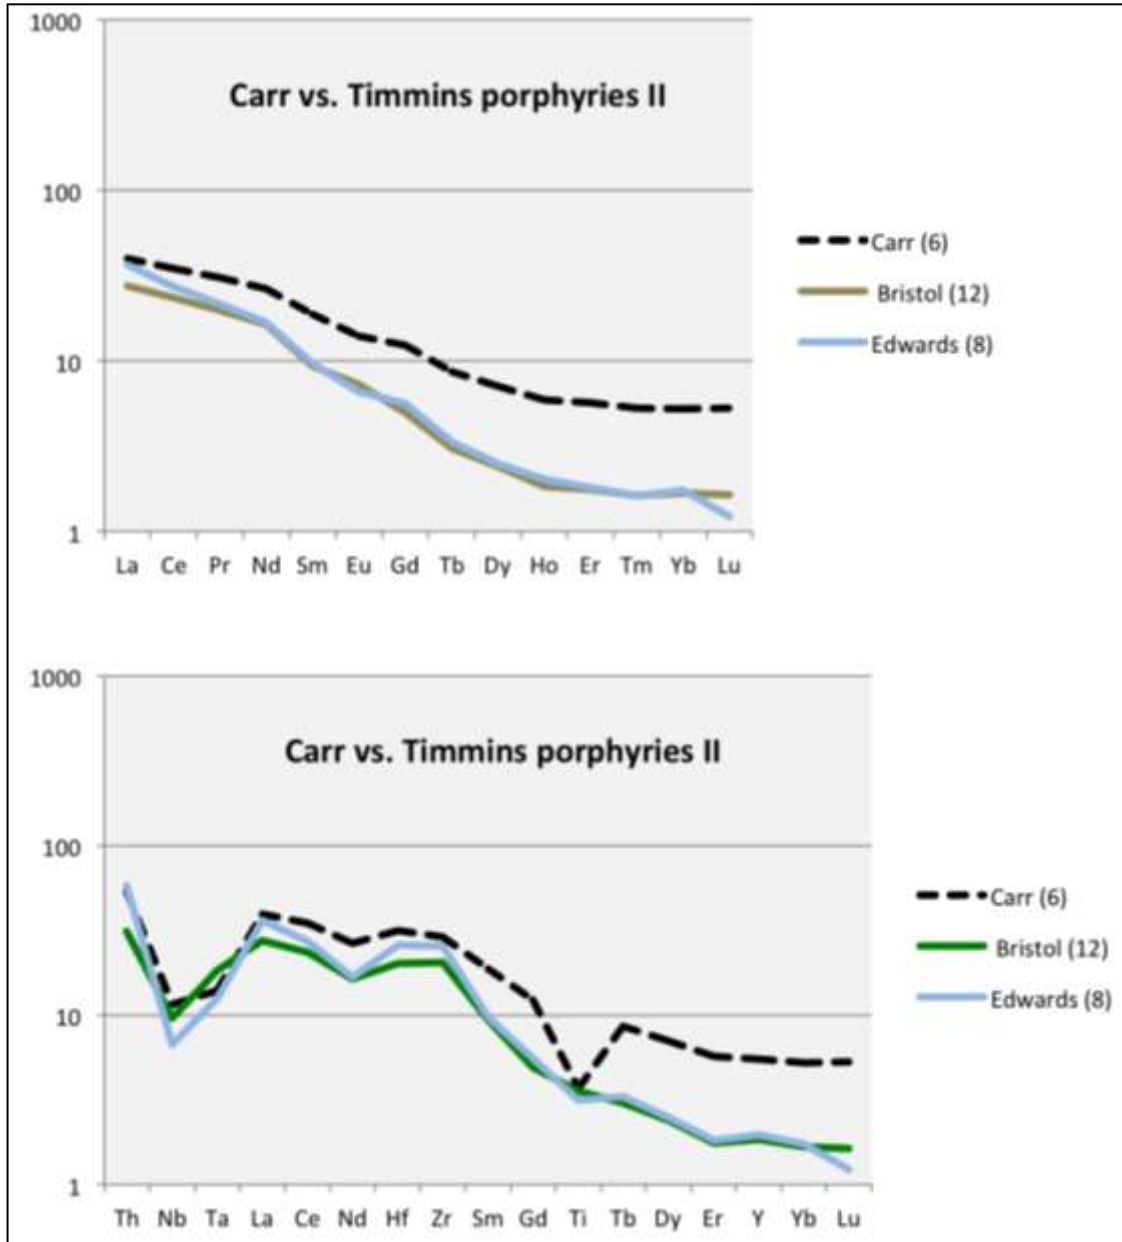 Carr vs. Timmins porphyries II
1000
100
10
1
La Ce Pr Nd Sm Eu Gd Tb Dy Ho Er Tm Yb Lu
Carr (6)
Bristol (12)
Edwards (8)
Carr vs. Timmins porphyries II
1000
100
10
1
Th Nb Ta La Ce Nd Hf Zr Sm Gd Ti Tb Dy Er Y Yb Lu
Carr (6)
Bristol (12)
Edwards (8)